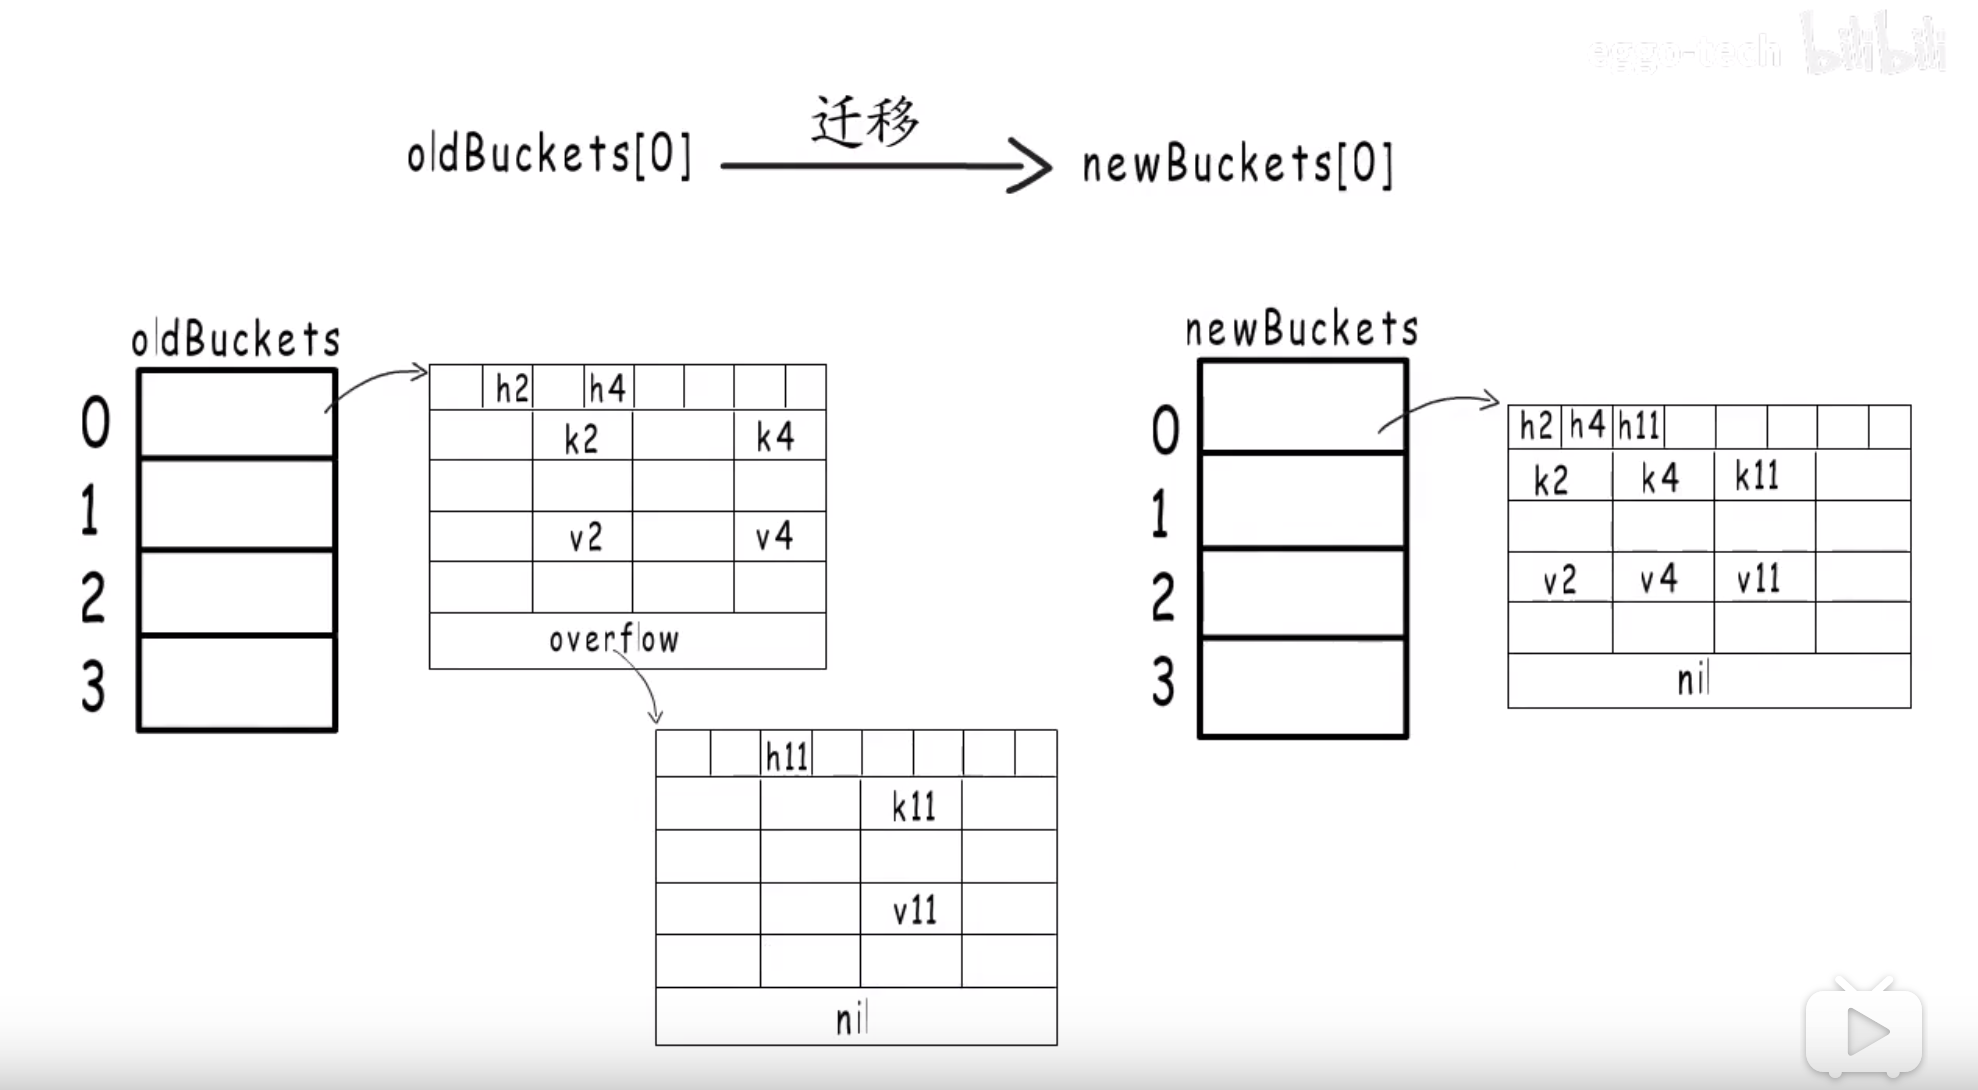 eggo-tech bilibili
oldBuckets[0] 迁移 newBuckets[0]
oldBuckets
0
1
2
3
h2 h4
k2 k4
v2 v4
overflow
h11
k11
v11
nil
newBuckets
0
1
2
3
h2 h4 h11
k2 k4 k11
v2 v4 v11
nil